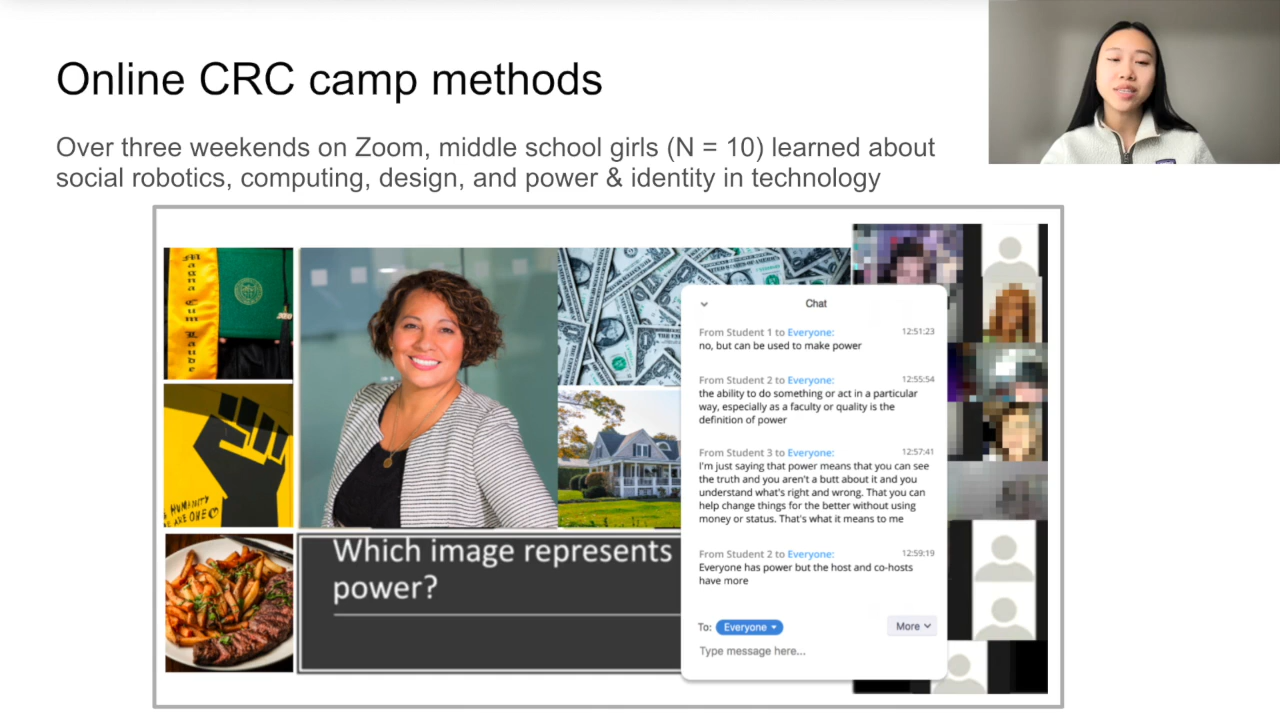 Online CRC camp methods
Over three weekends on Zoom, middle school girls (N = 10) learned about
social robotics, computing, design, and power & identity in technology
Magna Cum Laude
HUMANITY
WE ARE ONE
Which image represents
power?
Chat
From Student 1 to Everyone: 12:51:23
no, but can be used to make power
From Student 2 to Everyone: 12:55:54
the ability to do something or act in a particular
way, especially as a faculty or quality is the
definition of power
From Student 3 to Everyone: 12:57:41
I'm just saying that power means that you can see
the truth and you aren't a butt about it and you
understand what's right and wrong. That you can
help change things for the better without using
money or status. That's what it means to me
From Student 2 to Everyone: 12:59:19
Everyone has power but the host and co-hosts
have more
To: Everyone
More
Type message here...